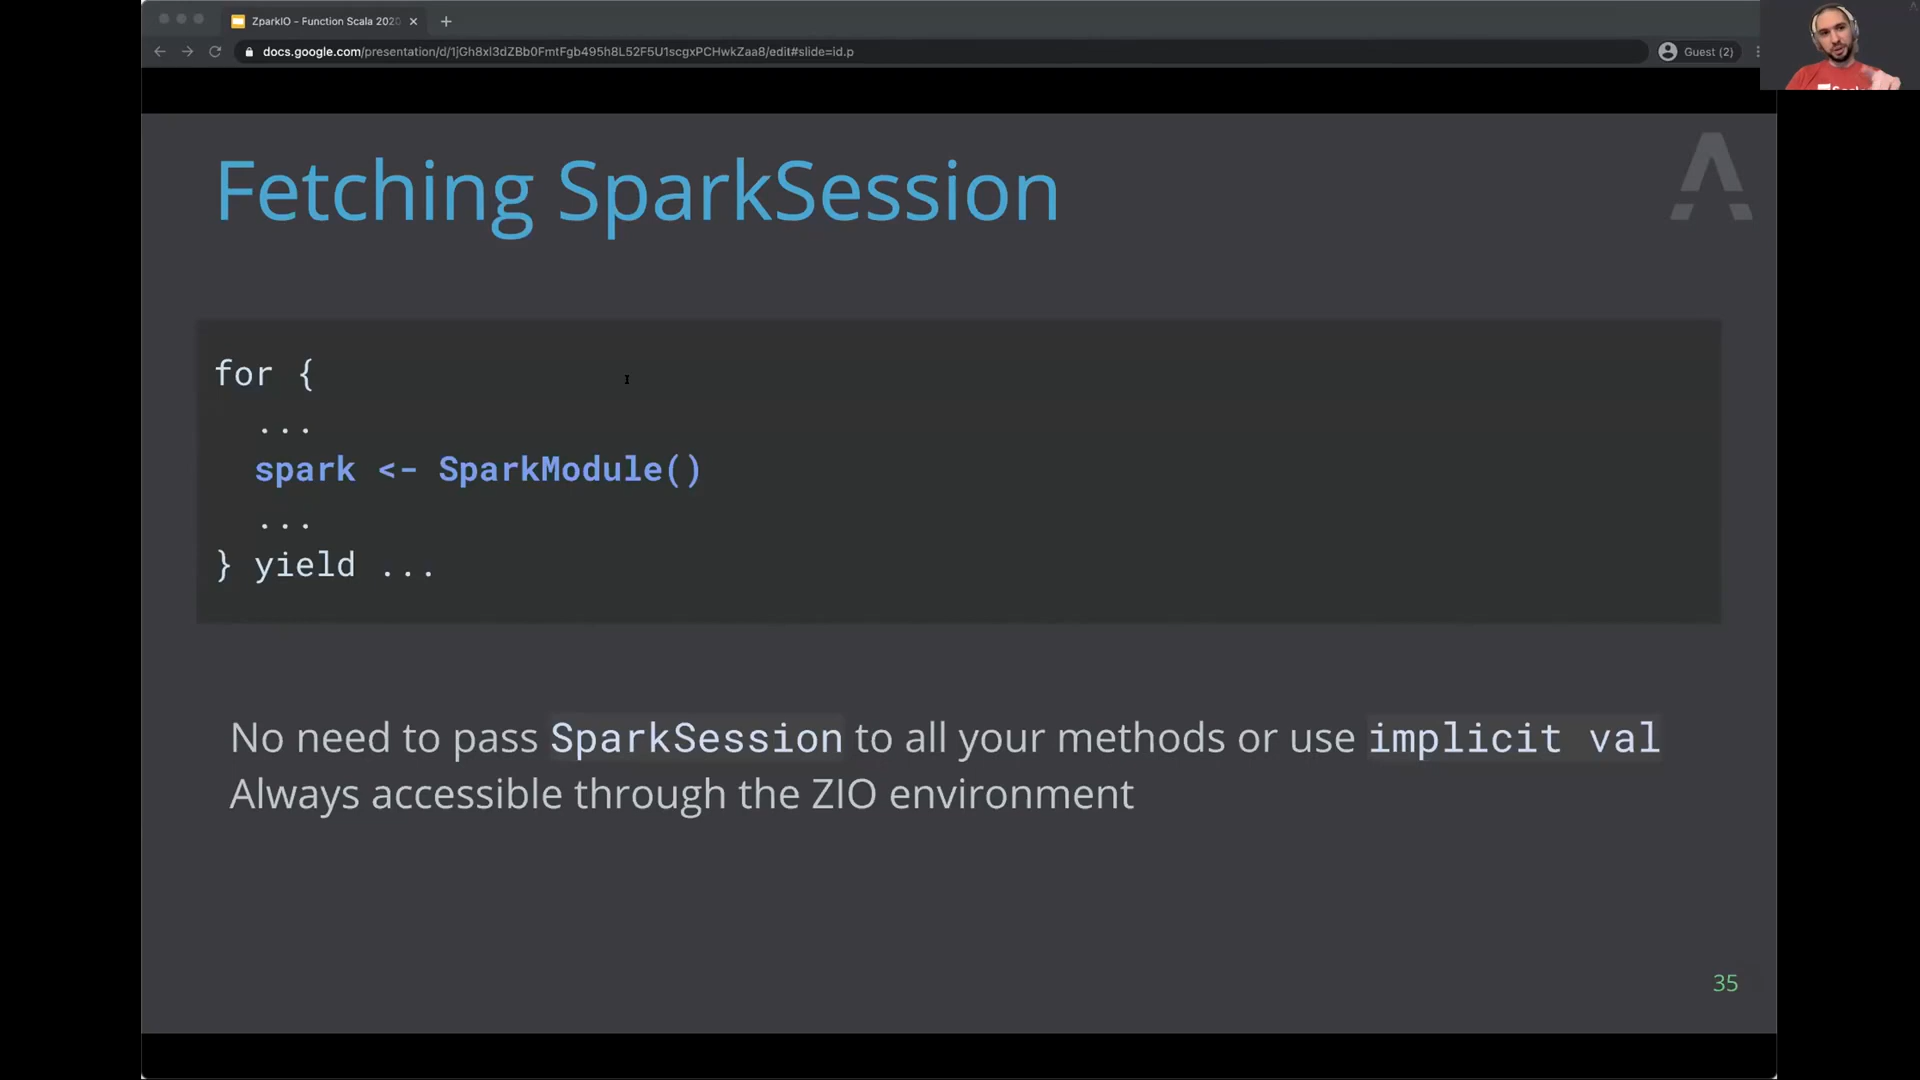 ZparkIO - Function Scala 2020
docs.google.com/presentation/d/1jGh8xI3dZBb0FmtFgb495h8L52F5U1scgxPCHwkZaa8/edit#slide=id.p
Guest (2)
Fetching SparkSession
for {
...
spark <- SparkModule()
...
} yield ...
No need to pass SparkSession to all your methods or use implicit val
Always accessible through the ZIO environment
35